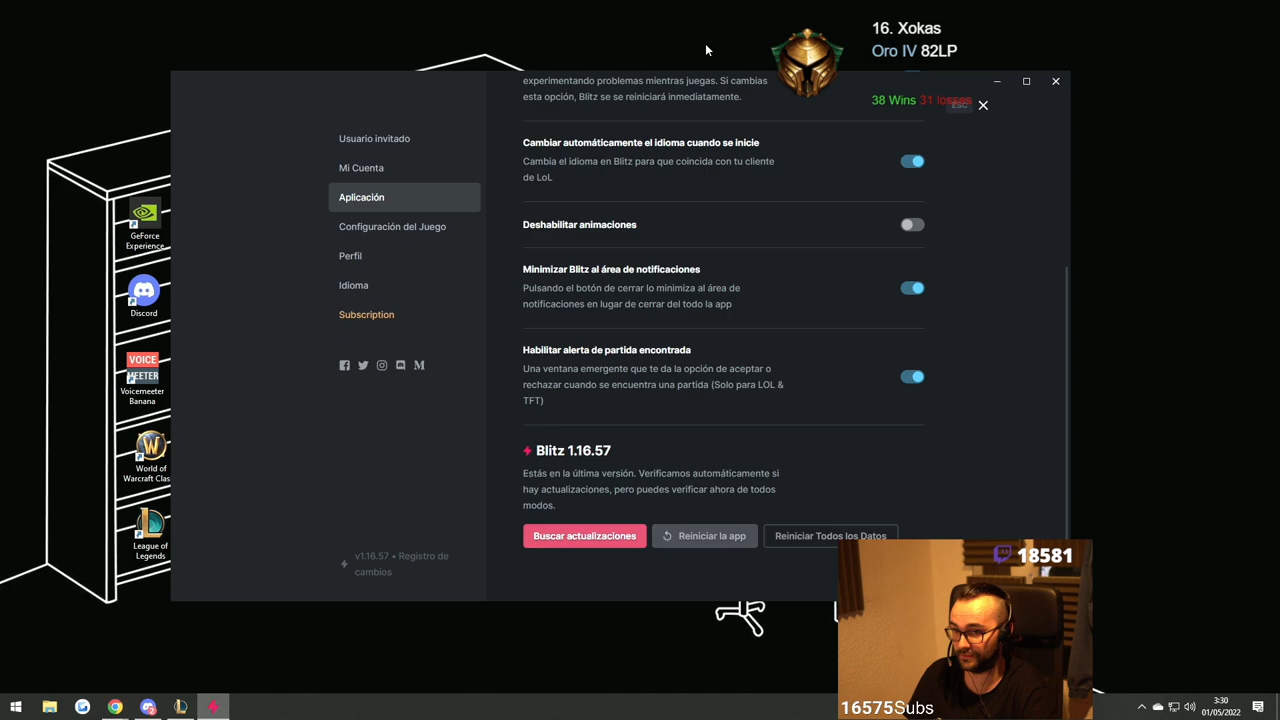 16. Xokas
Oro IV 82LP
38 Wins 31 losses
ESC
experimentando problemas mientras juegas. Si cambias
esta opción, Blitz se se reiniciará inmediatamente.
Usuario invitado
Mi Cuenta
Aplicación
Configuración del Juego
Perfil
Idioma
Subscription
v1.16.57 • Registro de
cambios
Cambiar automáticamente el idioma cuando se inicie
Cambia el idioma en Blitz para que coincida con tu cliente
de LoL
Deshabilitar animaciones
Minimizar Blitz al área de notificaciones
Pulsando el botón de cerrar lo minimiza al área de
notificaciones en lugar de cerrar del todo la app
Habilitar alerta de partida encontrada
Una ventana emergente que te da la opción de aceptar o
rechazar cuando se encuentra una partida (Solo para LOL &
TFT)
Blitz 1.16.57
Estás en la última versión. Verificamos automáticamente si
hay actualizaciones, pero puedes verificar ahora de todos
modos.
Buscar actualizaciones
Reiniciar la app
Reiniciar Todos los Datos
GeForce
Experience
Discord
VOICE
MEETER
Voicemeeter
Banana
World of
Warcraft Clas
League of
Legends
18581
16575Subs
3:30
01/05/2022